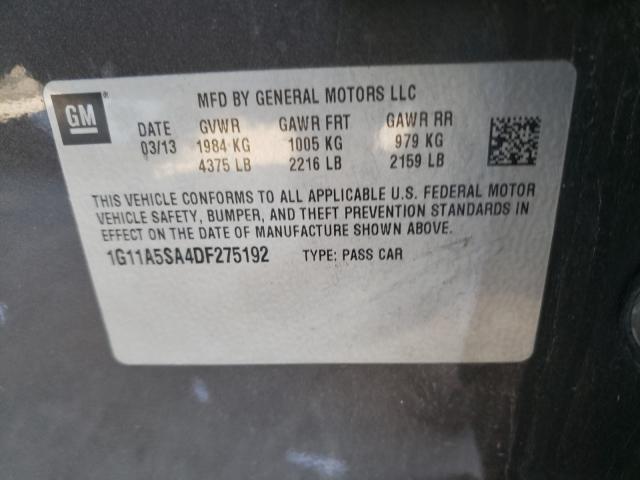 GM
MFD BY GENERAL MOTORS LLC
DATE GVWR GAWR FRT GAWR RR
03/13 1984 KG 1005 KG 979 KG
4375 LB 2216 LB 2159 LB
THIS VEHICLE CONFORMS TO ALL APPLICABLE U.S. FEDERAL MOTOR
VEHICLE SAFETY, BUMPER, AND THEFT PREVENTION STANDARDS IN
EFFECT ON THE DATE OF MANUFACTURE SHOWN ABOVE.
1G11A5SA4DF275192 TYPE: PASS CAR